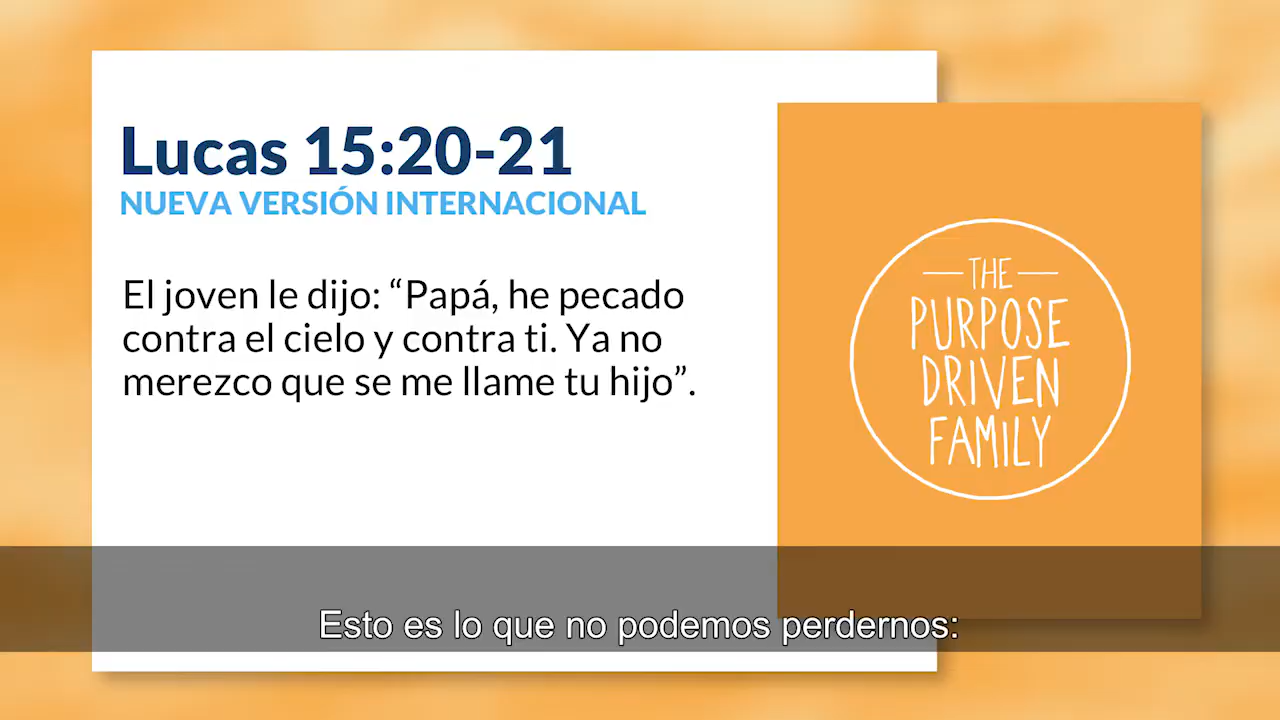 Lucas 15:20-21
NUEVA VERSIÓN INTERNACIONAL
El joven le dijo: “Papá, he pecado
contra el cielo y contra ti. Ya no
merezco que se me llame tu hijo”.
THE
PURPOSE
DRIVEN
FAMILY
Esto es lo que no podemos perdernos: